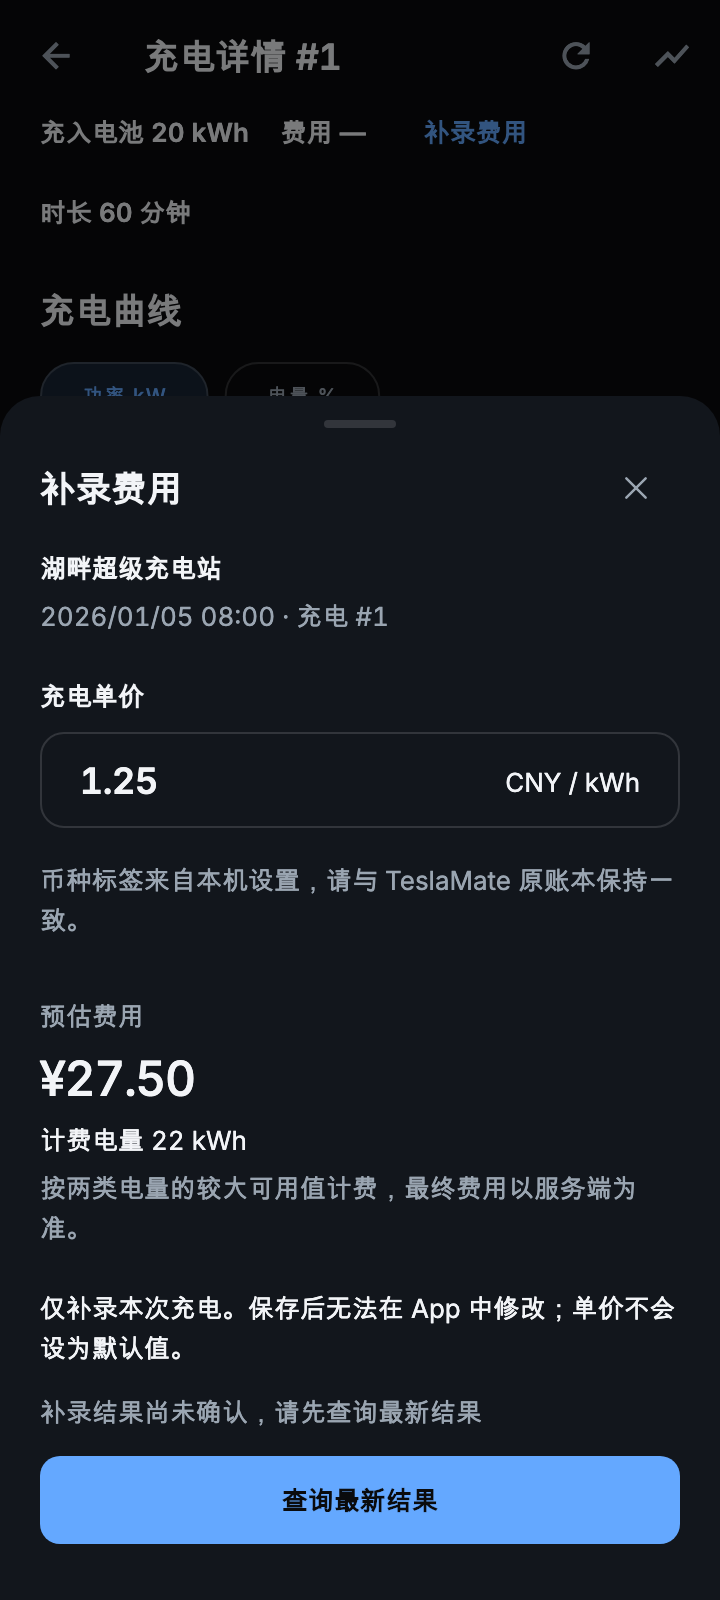 充电详情 #1
充入电池 20 kWh 费用 — 补录费用
时长 60 分钟
充电曲线
功率 kW 电量 %
补录费用
湖畔超级充电站
2026/01/05 08:00 · 充电 #1
充电单价
1.25 CNY / kWh
币种标签来自本机设置，请与 TeslaMate 原账本保持一
致。
预估费用
¥27.50
计费电量 22 kWh
按两类电量的较大可用值计费，最终费用以服务端为
准。
仅补录本次充电。保存后无法在 App 中修改；单价不会
设为默认值。
补录结果尚未确认，请先查询最新结果
查询最新结果